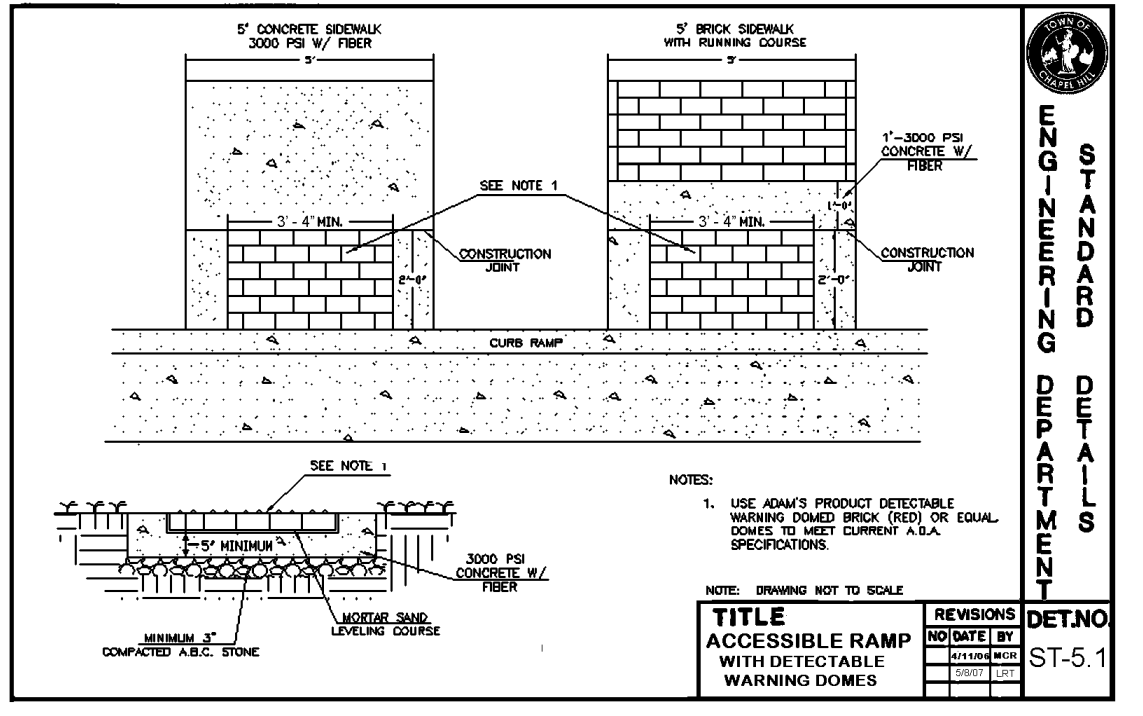 5" CONCRETE SIDEWALK
3000 PSI W/ FIBER
5'
5' BRICK SIDEWALK
WITH RUNNING COURSE
5'
TOWN OF
CHAPEL HILL
1'-3000 PSI
CONCRETE W/
FIBER
SEE NOTE 1
1'-0"
3' - 4" MIN.
3' - 4" MIN.
CONSTRUCTION
JOINT
CONSTRUCTION
JOINT
2'-0"
2'-0"
CURB RAMP
SEE NOTE 1
5" MINIMUM
3000 PSI
CONCRETE W/
FIBER
MORTAR SAND
LEVELING COURSE
MINIMUM 3"
COMPACTED A.B.C. STONE
NOTES:
1. USE ADAM'S PRODUCT DETECTABLE
WARNING DOMED BRICK (RED) OR EQUAL
DOMES TO MEET CURRENT A.D.A.
SPECIFICATIONS.
NOTE: DRAWING NOT TO SCALE
STANDARD DETAILS
ENGINEERING DEPARTMENT
TITLE
ACCESSIBLE RAMP
WITH DETECTABLE
WARNING DOMES
REVISIONS
NO DATE BY
4/11/06 MCR
5/8/07 LRT
DET.NO.
ST-5.1